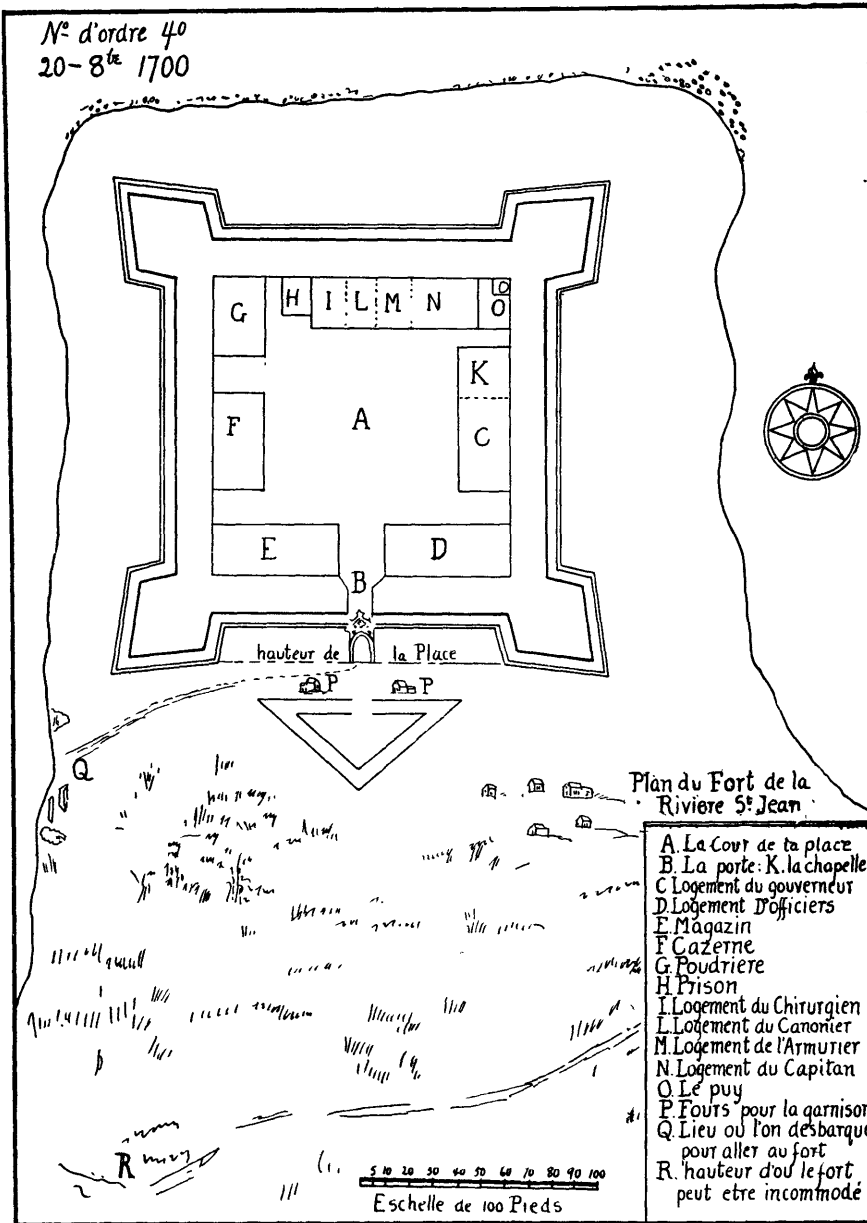 Nº d'ordre 40
20-8bre 1700
G
H I L M N O
O
K
F A C
E D
B
hauteur de la Place
P P
Q
Plan du Fort de la
Riviere St Jean
A. La Cour de la place
B. La porte: K. la chapelle
C Logement du gouverneur
D. Logement D'officiers
E. Magazin
F Cazerne
G. Poudriere
H Prison
I. Logement du Chirurgien
L. Logement du Canonier
M. Logement de l'Armurier
N. Logement du Capitan
O. Le puy
P. Fours pour la garnison
Q. Lieu ou l'on desbarque
pour aller au fort
R. hauteur d'ou le fort
peut etre incommodé
R
5 10 20 30 40 50 60 70 80 90 100
Eschelle de 100 Pieds